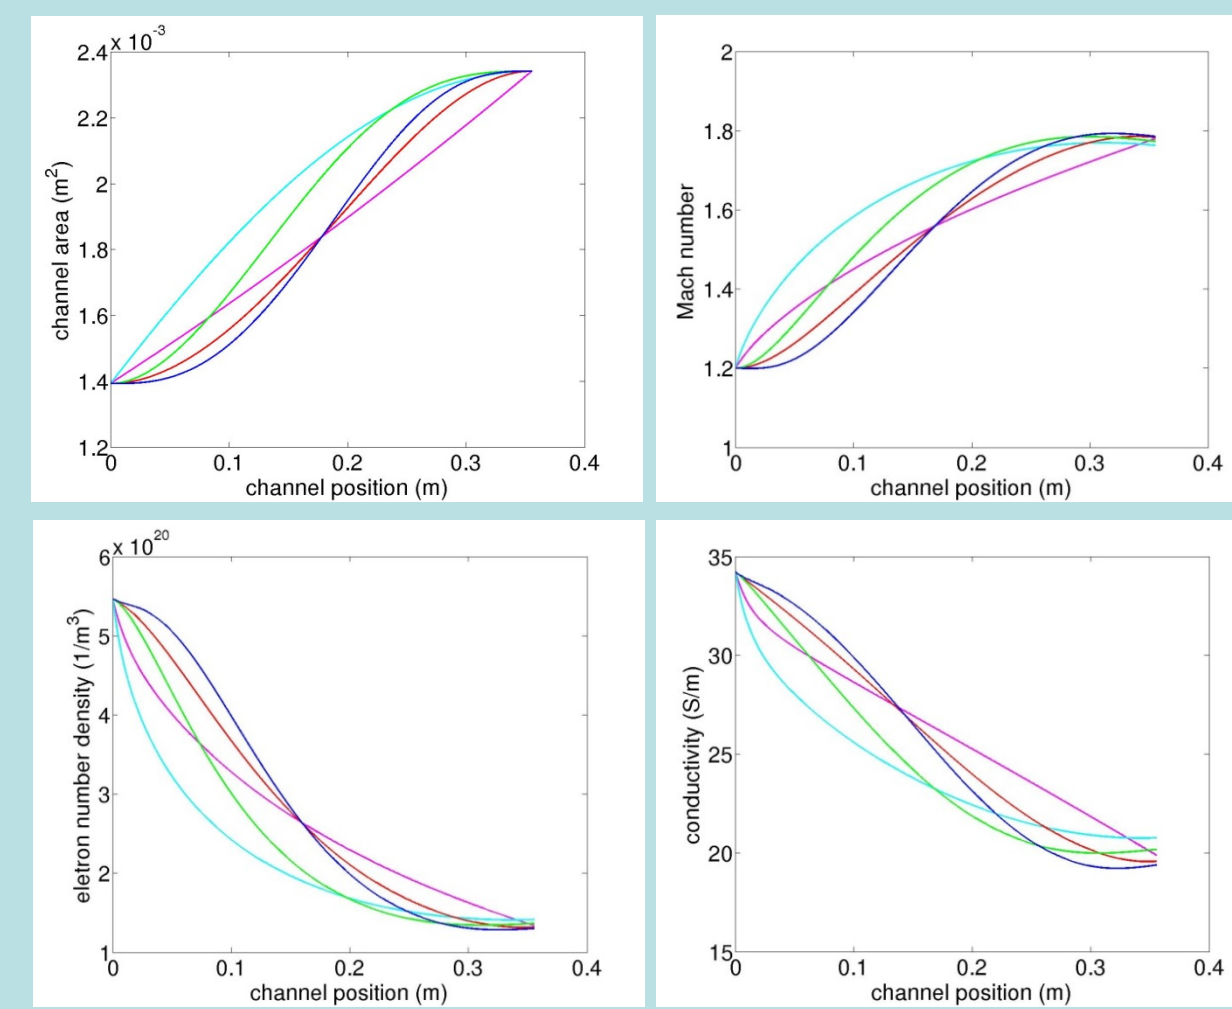 x 10^-3
2.4
2.2
2
1.8
1.6
1.4
1.2
0 0.1 0.2 0.3 0.4
channel area (m^2)
channel position (m)
2
1.8
1.6
1.4
1.2
1
0 0.1 0.2 0.3 0.4
Mach number
channel position (m)
x 10^20
6
5
4
3
2
1
0 0.1 0.2 0.3 0.4
eletron number density (1/m^3)
channel position (m)
35
30
25
20
15
0 0.1 0.2 0.3 0.4
conductivity (S/m)
channel position (m)